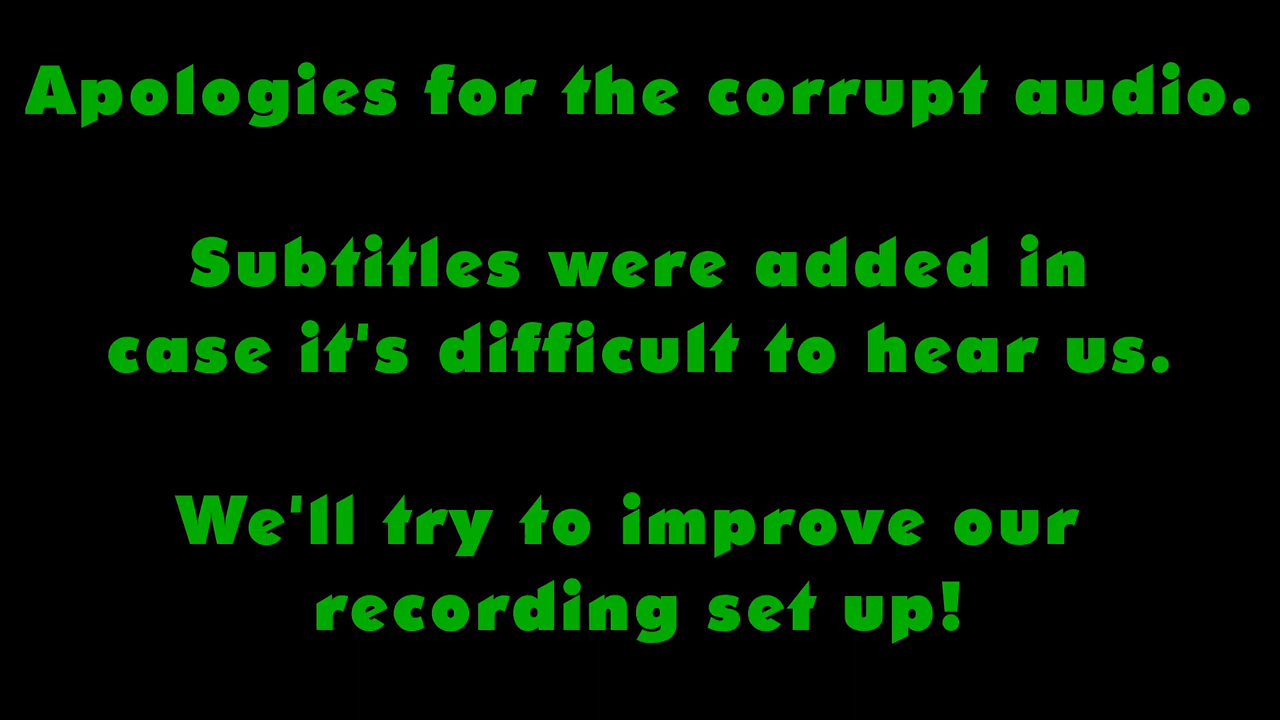 Apologies for the corrupt audio.
Subtitles were added in
case it's difficult to hear us.
We'll try to improve our
recording set up!